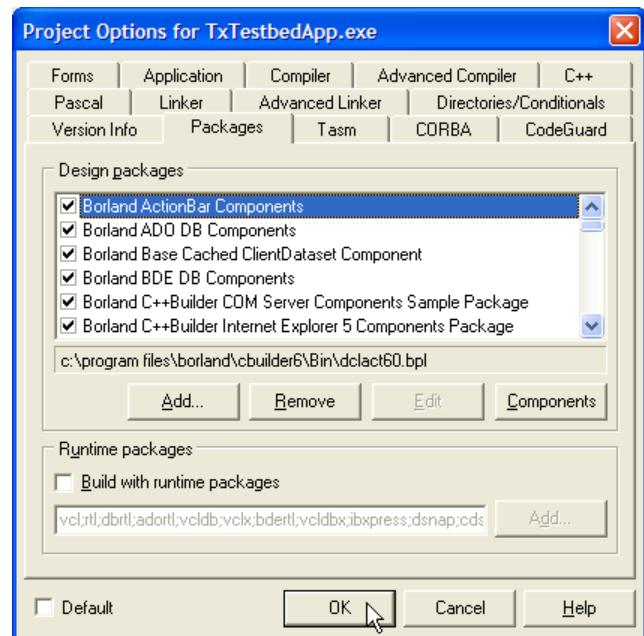 Project Options for TxTestbedApp.exe
Forms Application Compiler Advanced Compiler C++
Pascal Linker Advanced Linker Directories/Conditionals
Version Info Packages Tasm CORBA CodeGuard
Design packages
Borland ActionBar Components
Borland ADO DB Components
Borland Base Cached ClientDataset Component
Borland BDE DB Components
Borland C++Builder COM Server Components Sample Package
Borland C++Builder Internet Explorer 5 Components Package
c:\program files\borland\cbuilder6\Bin\dclact60.bpl
Add... Remove Edit Components
Runtime packages
Build with runtime packages
vcl;rtl;dbrtl;adortl;vcldb;vclx;bdertl;vcldbx;ibxpress;dsnap;cds
Add...
Default OK Cancel Help